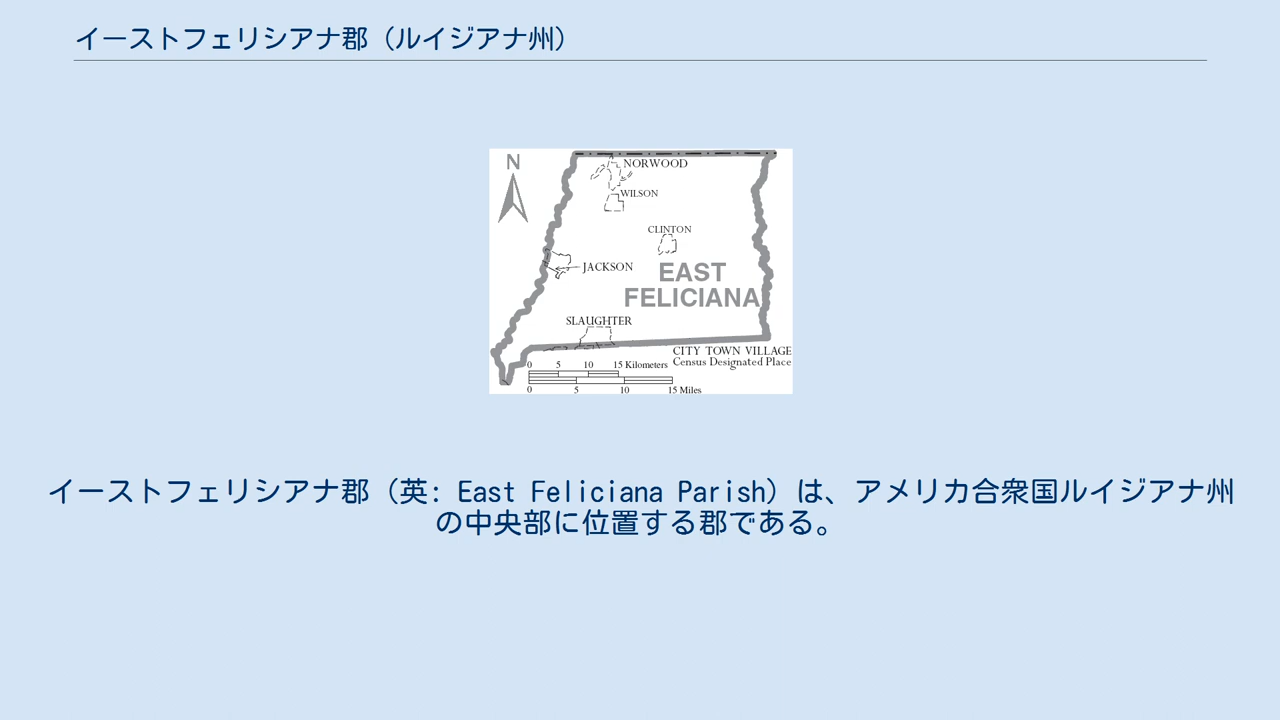 イーストフェリシアナ郡（ルイジアナ州）
N
NORWOOD
WILSON
CLINTON
JACKSON
EAST
FELICIANA
SLAUGHTER
CITY TOWN VILLAGE
Census Designated Place
0 5 10 15 Kilometers
0 5 10 15 Miles
イーストフェリシアナ郡（英: East Feliciana Parish）は、アメリカ合衆国ルイジアナ州
の中央部に位置する郡である。